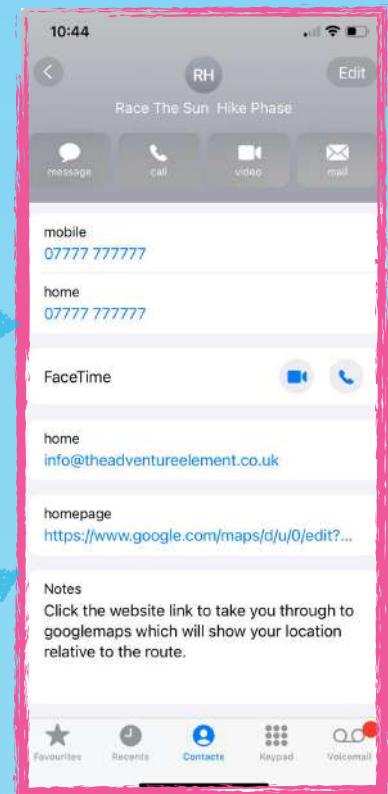 10:44
RH
Edit
Race The Sun Hike Phase
message
call
video
mail
mobile
07777 777777
home
07777 777777
FaceTime
home
info@theadventureelement.co.uk
homepage
https://www.google.com/maps/d/u/0/edit?...
Notes
Click the website link to take you through to
googlemaps which will show your location
relative to the route.
Favourites
Recents
Contacts
Keypad
Voicemail